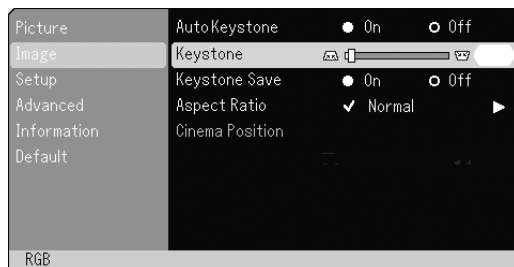 Picture
Image
Setup
Advanced
Information
Default
Auto Keystone On Off
Keystone
Keystone Save On Off
Aspect Ratio Normal
Cinema Position
RGB